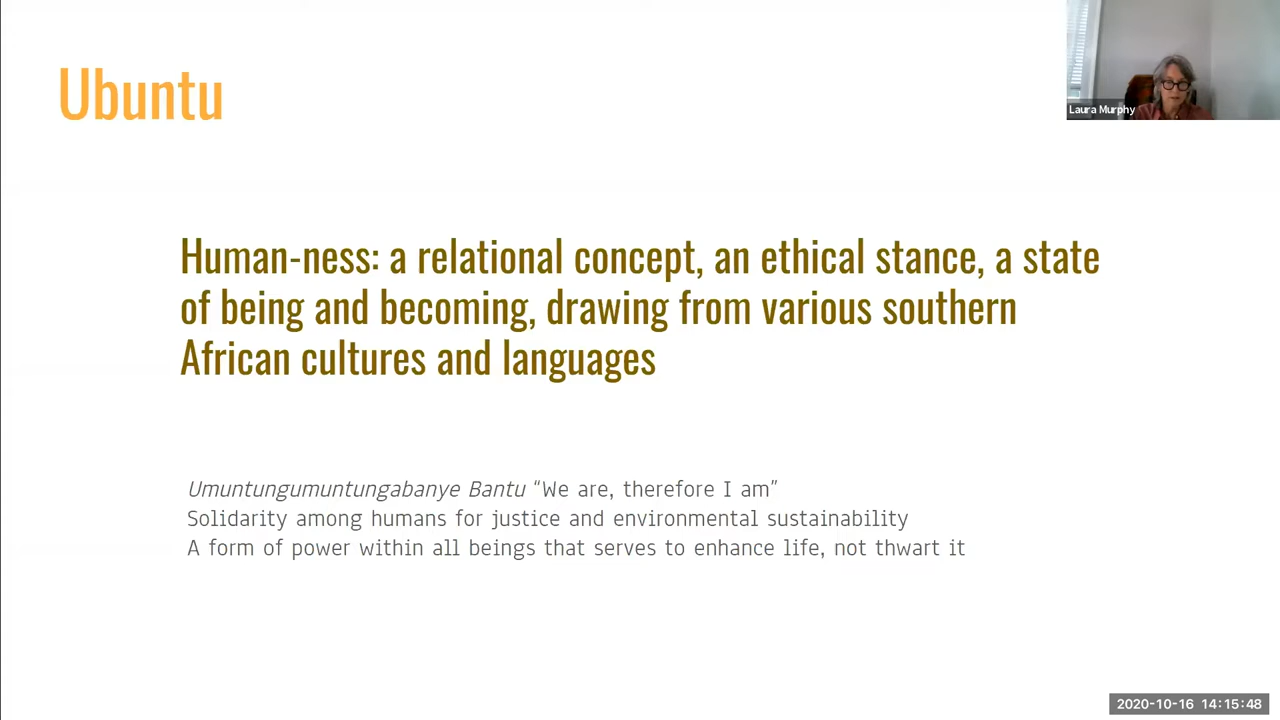 Ubuntu
Laura Murphy
Human-ness: a relational concept, an ethical stance, a state
of being and becoming, drawing from various southern
African cultures and languages
Umuntungumuntungabanye Bantu “We are, therefore I am”
Solidarity among humans for justice and environmental sustainability
A form of power within all beings that serves to enhance life, not thwart it
2020-10-16 14:15:48